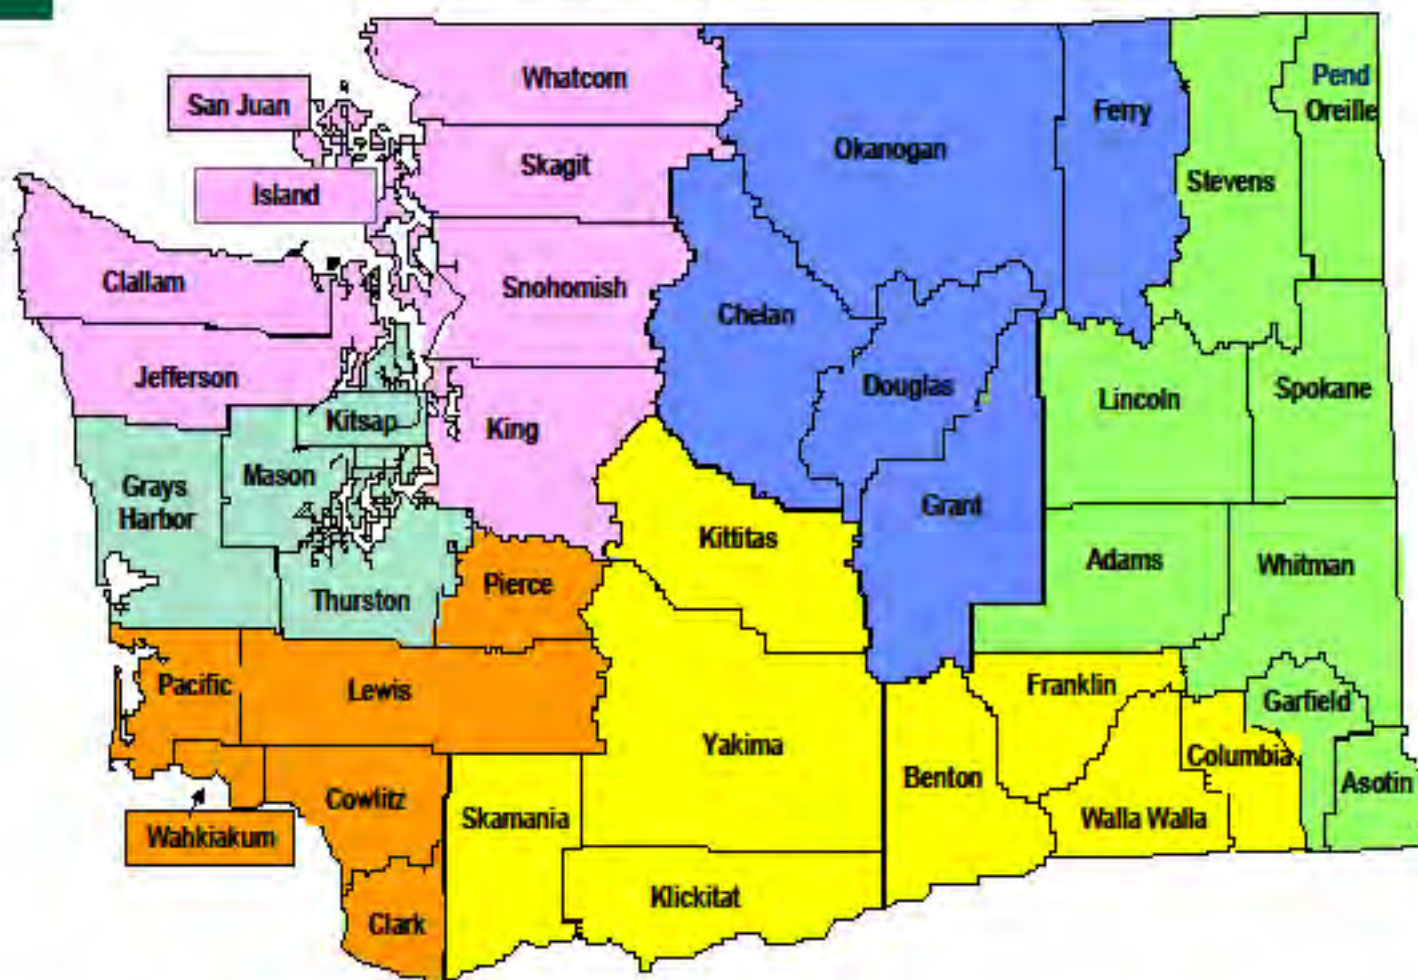 Whatcom
Pend
Oreille
San Juan
Ferry
Okanogan
Skagit
Stevens
Island
Clallam
Snohomish
Chelan
Jefferson
Douglas
Lincoln
Spokane
Kitsap
King
Mason
Grays
Harbor
Grant
Kittitas
Adams
Whitman
Pierce
Thurston
Pacific
Lewis
Franklin
Garfield
Yakima
Columbia
Benton
Asotin
Cowlitz
Skamania
Walla Walla
Wahkiakum
Klickitat
Clark